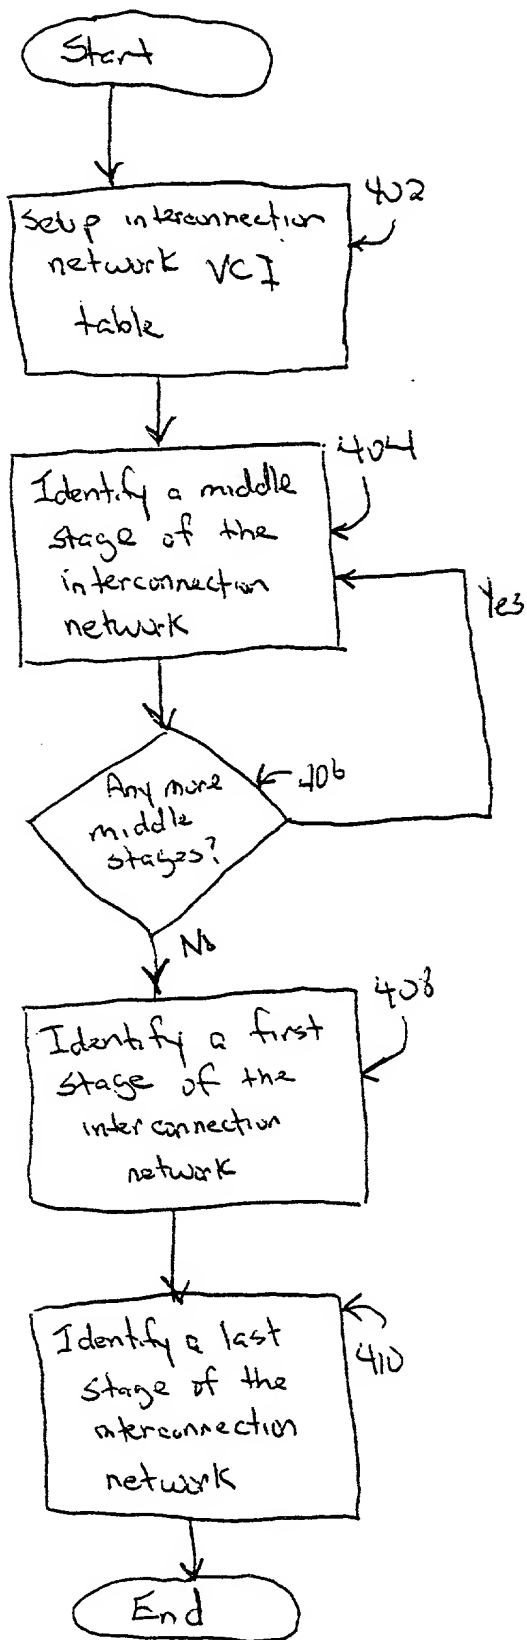 Start
402
Setup interconnection
network VCI
table
404
Identify a middle
stage of the
interconnection
network
Yes
406
Any more
middle
stages?
No
408
Identify a first
stage of the
interconnection
network
Identify a last
stage of the
interconnection
network
410
End